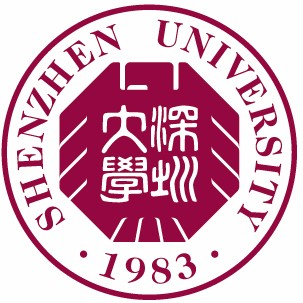 SHENZHEN UNIVERSITY
深圳
大學
· 1983 ·